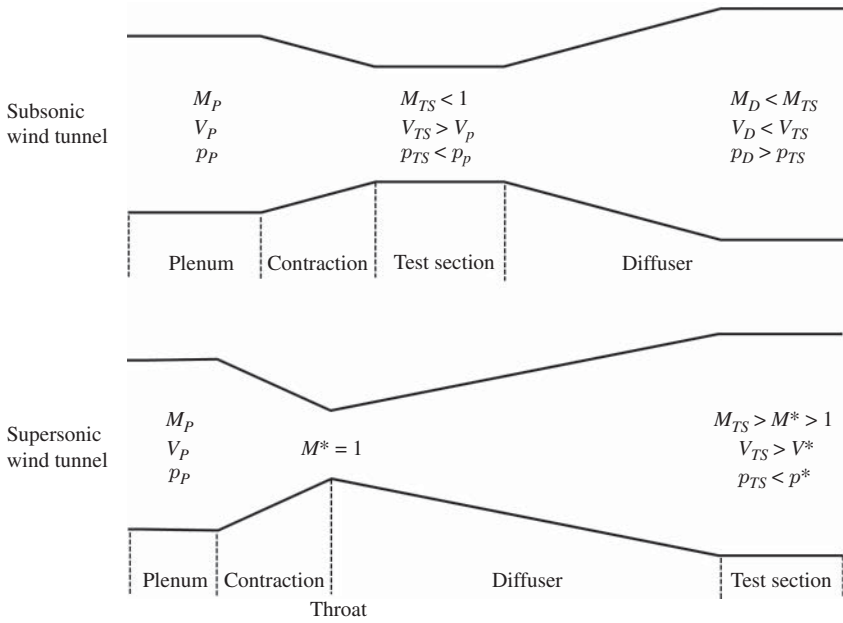 Subsonic
wind tunnel
M_P
V_P
p_P
M_TS < 1
V_TS > V_p
p_TS < p_p
M_D < M_TS
V_D < V_TS
p_D > p_TS
Plenum
Contraction
Test section
Diffuser
Supersonic
wind tunnel
M_P
V_P
p_P
M* = 1
M_TS > M* > 1
V_TS > V*
p_TS < p*
Plenum
Contraction
Diffuser
Test section
Throat